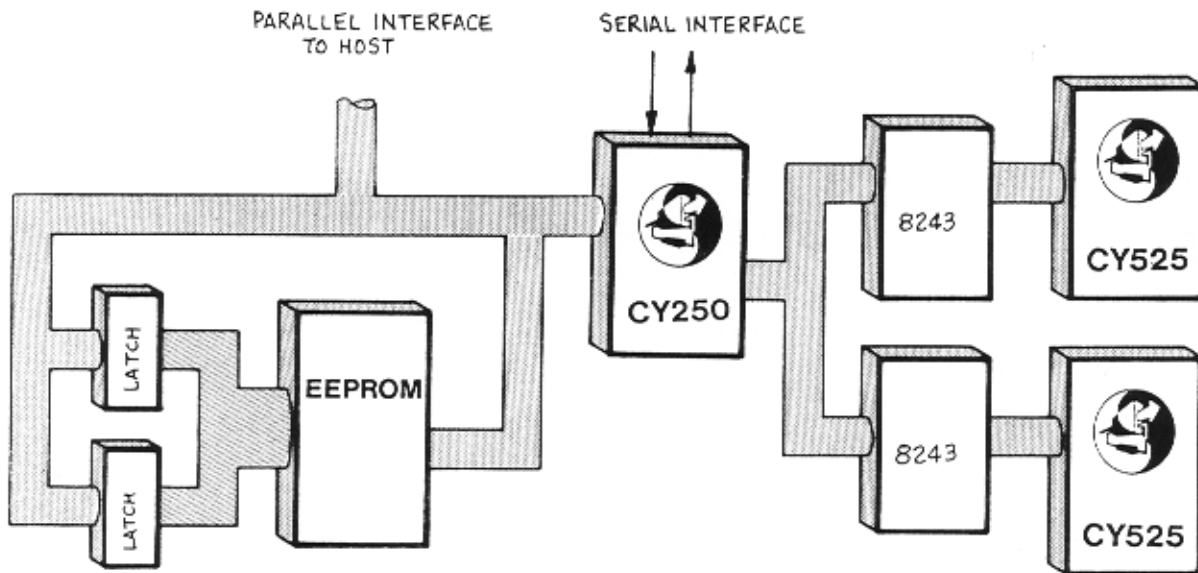 PARALLEL INTERFACE
TO HOST
SERIAL INTERFACE
8243
CY525
CY250
LATCH
EEPROM
LATCH
8243
CY525